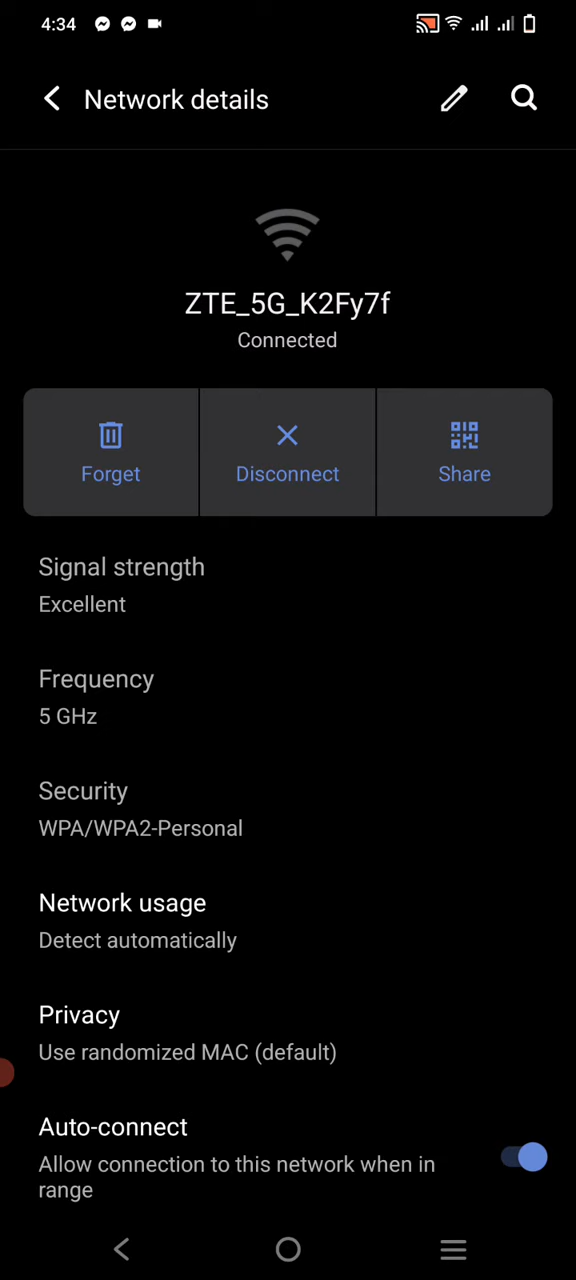 4:34
Network details
ZTE_5G_K2Fy7f
Connected
Forget
Disconnect
Share
Signal strength
Excellent
Frequency
5 GHz
Security
WPA/WPA2-Personal
Network usage
Detect automatically
Privacy
Use randomized MAC (default)
Auto-connect
Allow connection to this network when in
range